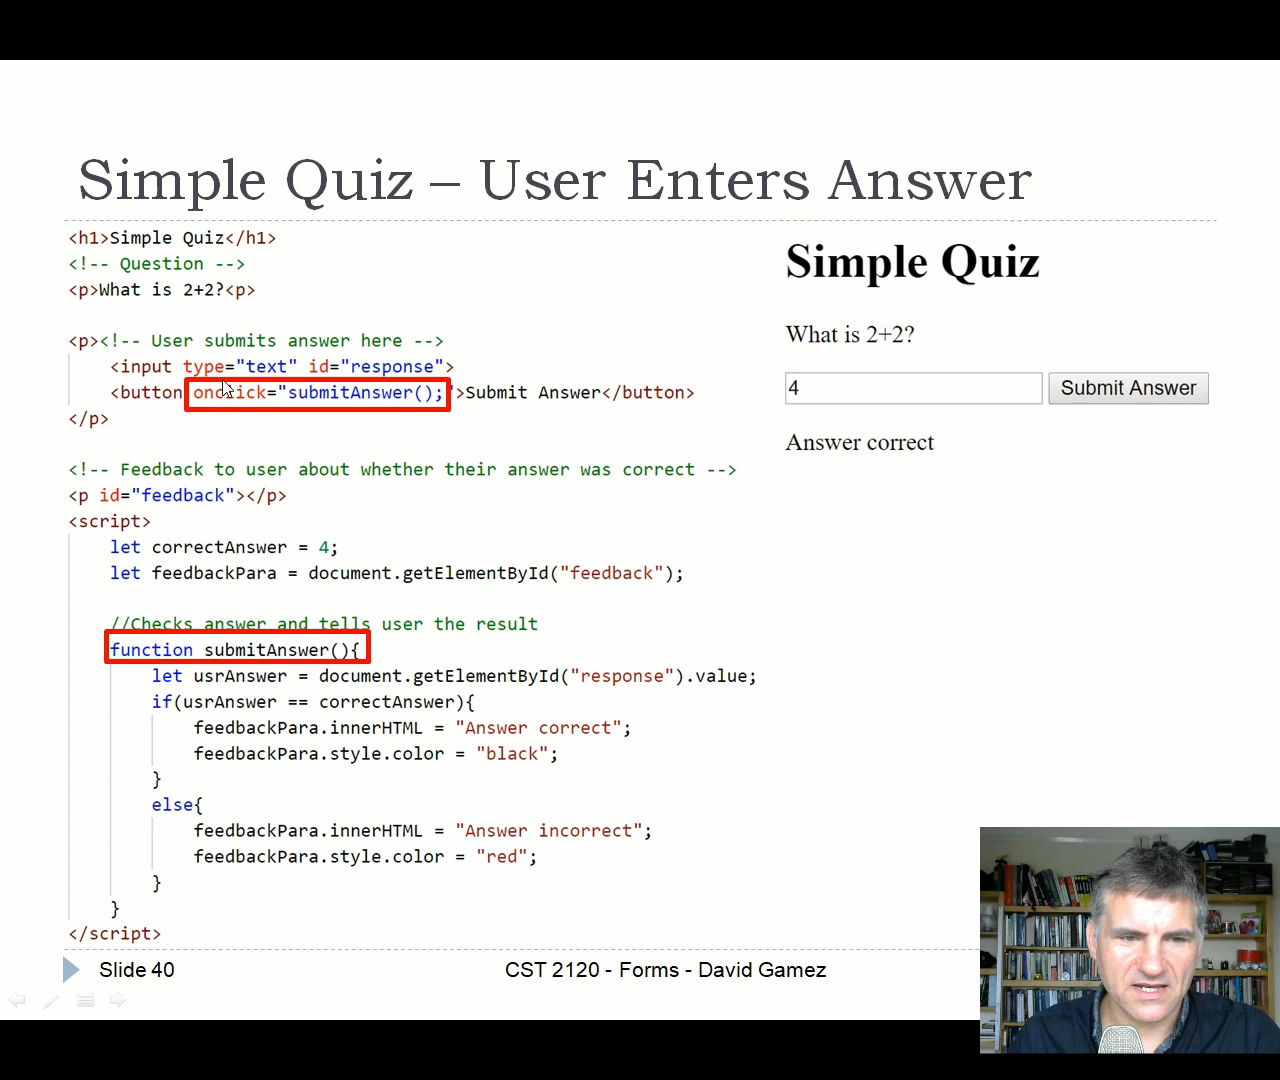 Simple Quiz – User Enters Answer
<h1>Simple Quiz</h1>
<!-- Question -->
<p>What is 2+2?<p>
<p><!-- User submits answer here -->
<input type="text" id="response">
<button onclick="submitAnswer();">Submit Answer</button>
</p>
<!-- Feedback to user about whether their answer was correct -->
<p id="feedback"></p>
<script>
let correctAnswer = 4;
let feedbackPara = document.getElementById("feedback");
//Checks answer and tells user the result
function submitAnswer(){
let usrAnswer = document.getElementById("response").value;
if(usrAnswer == correctAnswer){
feedbackPara.innerHTML = "Answer correct";
feedbackPara.style.color = "black";
}
else{
feedbackPara.innerHTML = "Answer incorrect";
feedbackPara.style.color = "red";
}
}
</script>
Simple Quiz
What is 2+2?
4 Submit Answer
Answer correct
Slide 40
CST 2120 - Forms - David Gamez